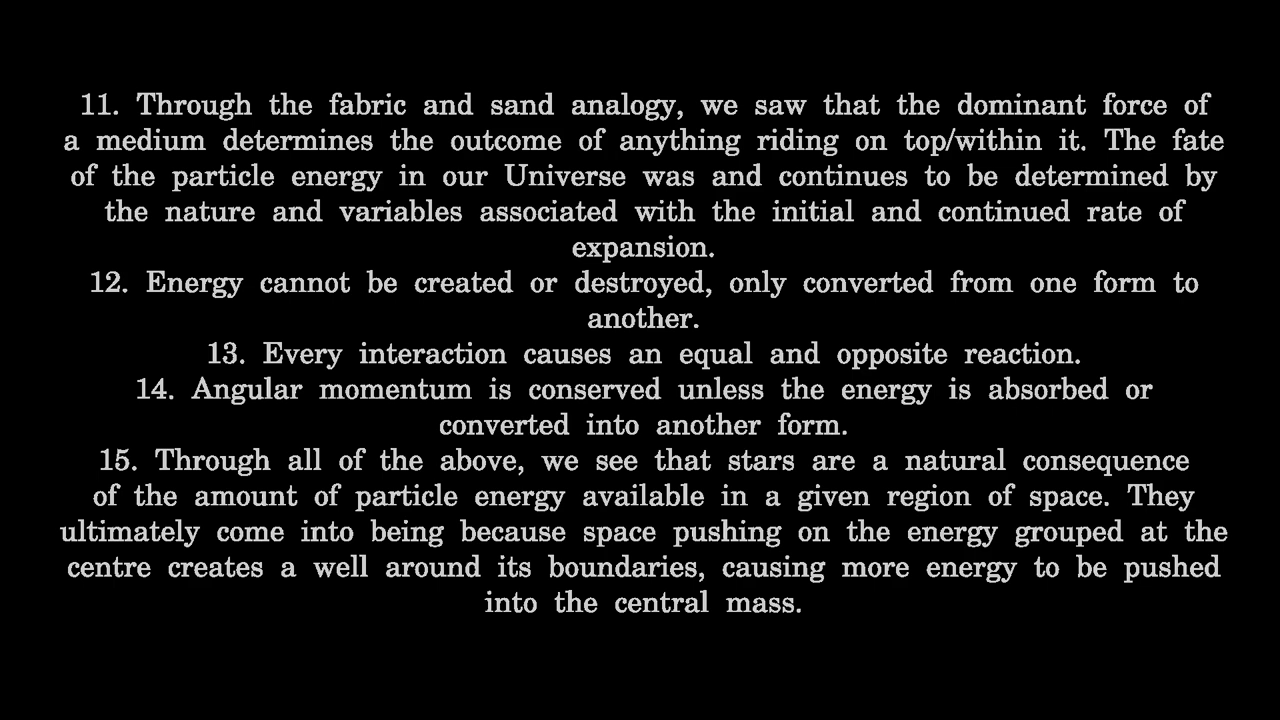 11. Through the fabric and sand analogy, we saw that the dominant force of
a medium determines the outcome of anything riding on top/within it. The fate
of the particle energy in our Universe was and continues to be determined by
the nature and variables associated with the initial and continued rate of
expansion.
12. Energy cannot be created or destroyed, only converted from one form to
another.
13. Every interaction causes an equal and opposite reaction.
14. Angular momentum is conserved unless the energy is absorbed or
converted into another form.
15. Through all of the above, we see that stars are a natural consequence
of the amount of particle energy available in a given region of space. They
ultimately come into being because space pushing on the energy grouped at the
centre creates a well around its boundaries, causing more energy to be pushed
into the central mass.